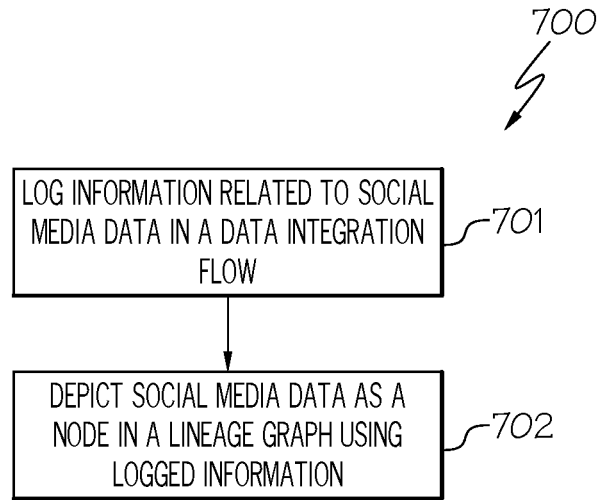 700
LOG INFORMATION RELATED TO SOCIAL
MEDIA DATA IN A DATA INTEGRATION
FLOW
701
DEPICT SOCIAL MEDIA DATA AS A
NODE IN A LINEAGE GRAPH USING
LOGGED INFORMATION
702